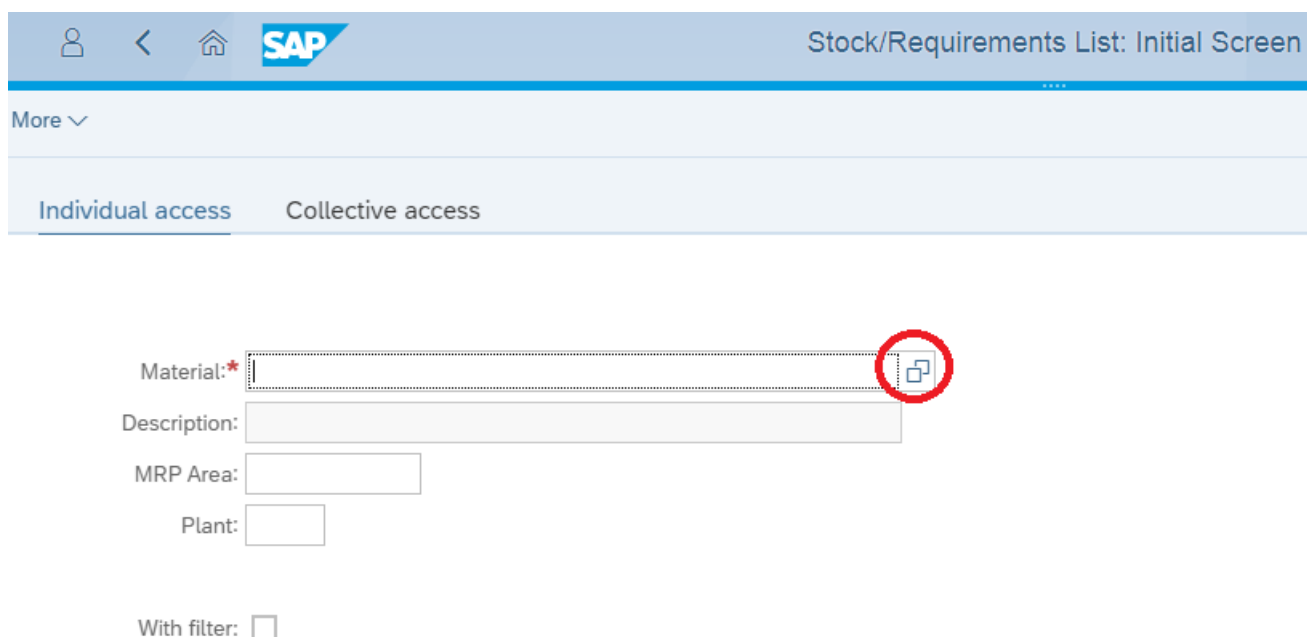 SAP Stock/Requirements List: Initial Screen
More
Individual access Collective access
Material:*
Description:
MRP Area:
Plant:
With filter: